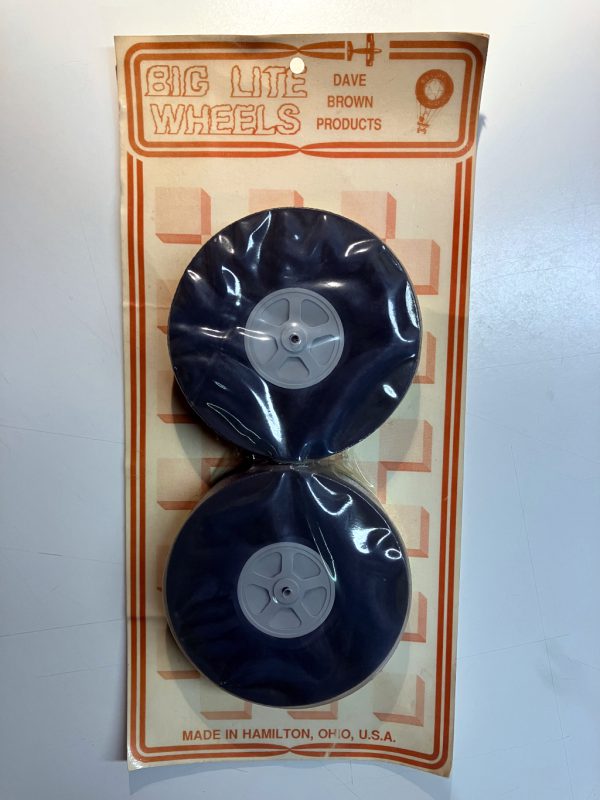 BIG LITE
WHEELS
DAVE
BROWN
PRODUCTS
MADE IN HAMILTON, OHIO, U.S.A.